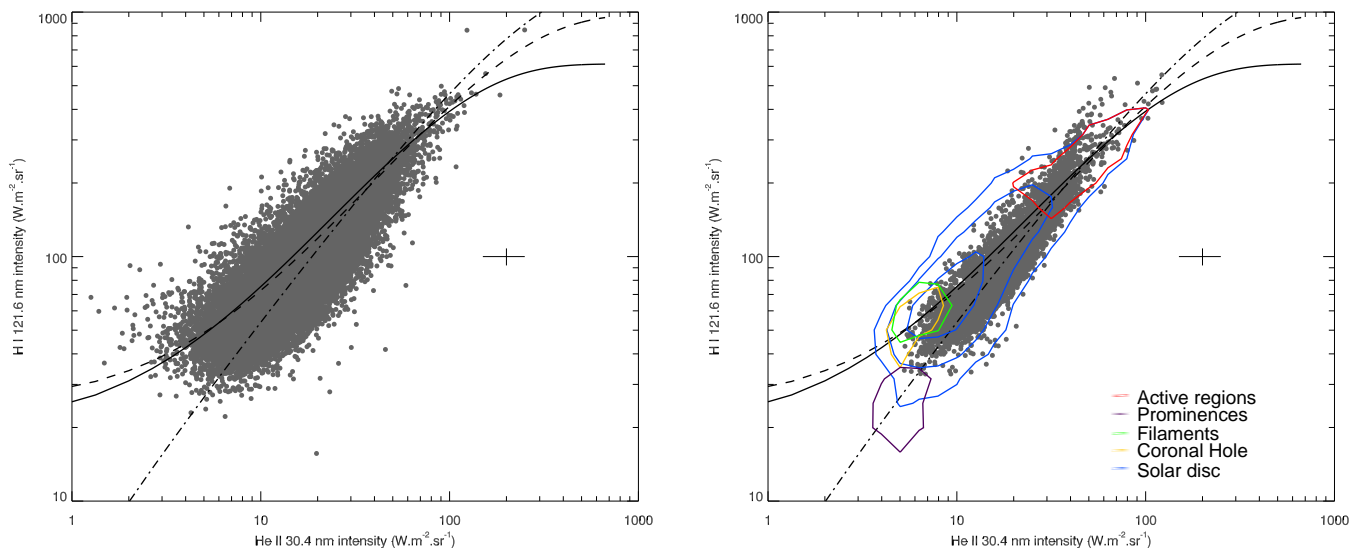 1000
100
10
H I 121.6 nm intensity (W.m⁻².sr⁻¹)
1
10
100
1000
He II 30.4 nm intensity (W.m⁻².sr⁻¹)
1000
100
10
H I 121.6 nm intensity (W.m⁻².sr⁻¹)
Active regions
Prominences
Filaments
Coronal Hole
Solar disc
1
10
100
1000
He II 30.4 nm intensity (W.m⁻².sr⁻¹)